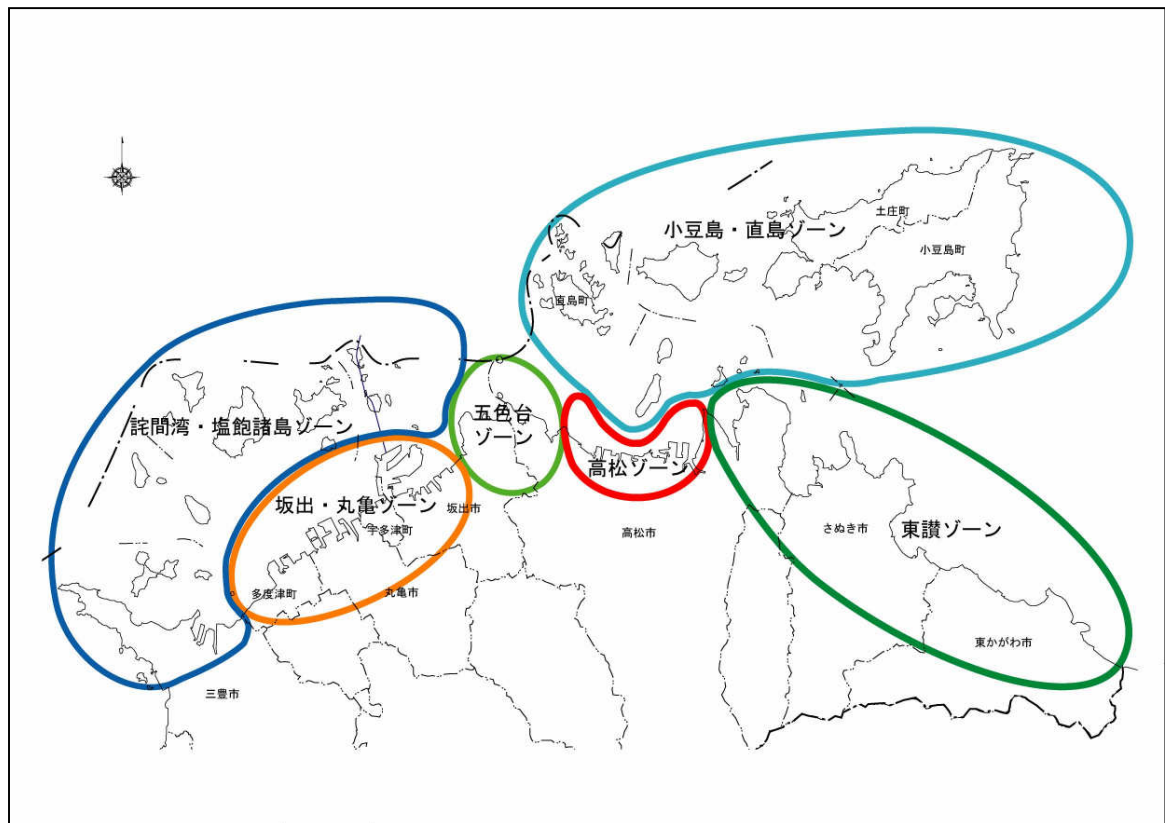 小豆島・直島ゾーン
土庄町
小豆島町
直島町
詫間湾・塩飽諸島ゾーン
五色台
ゾーン
高松ゾーン
坂出・丸亀ゾーン
坂出市
宇多津町
高松市
さぬき市
東讃ゾーン
多度津町
丸亀市
東かがわ市
三豊市